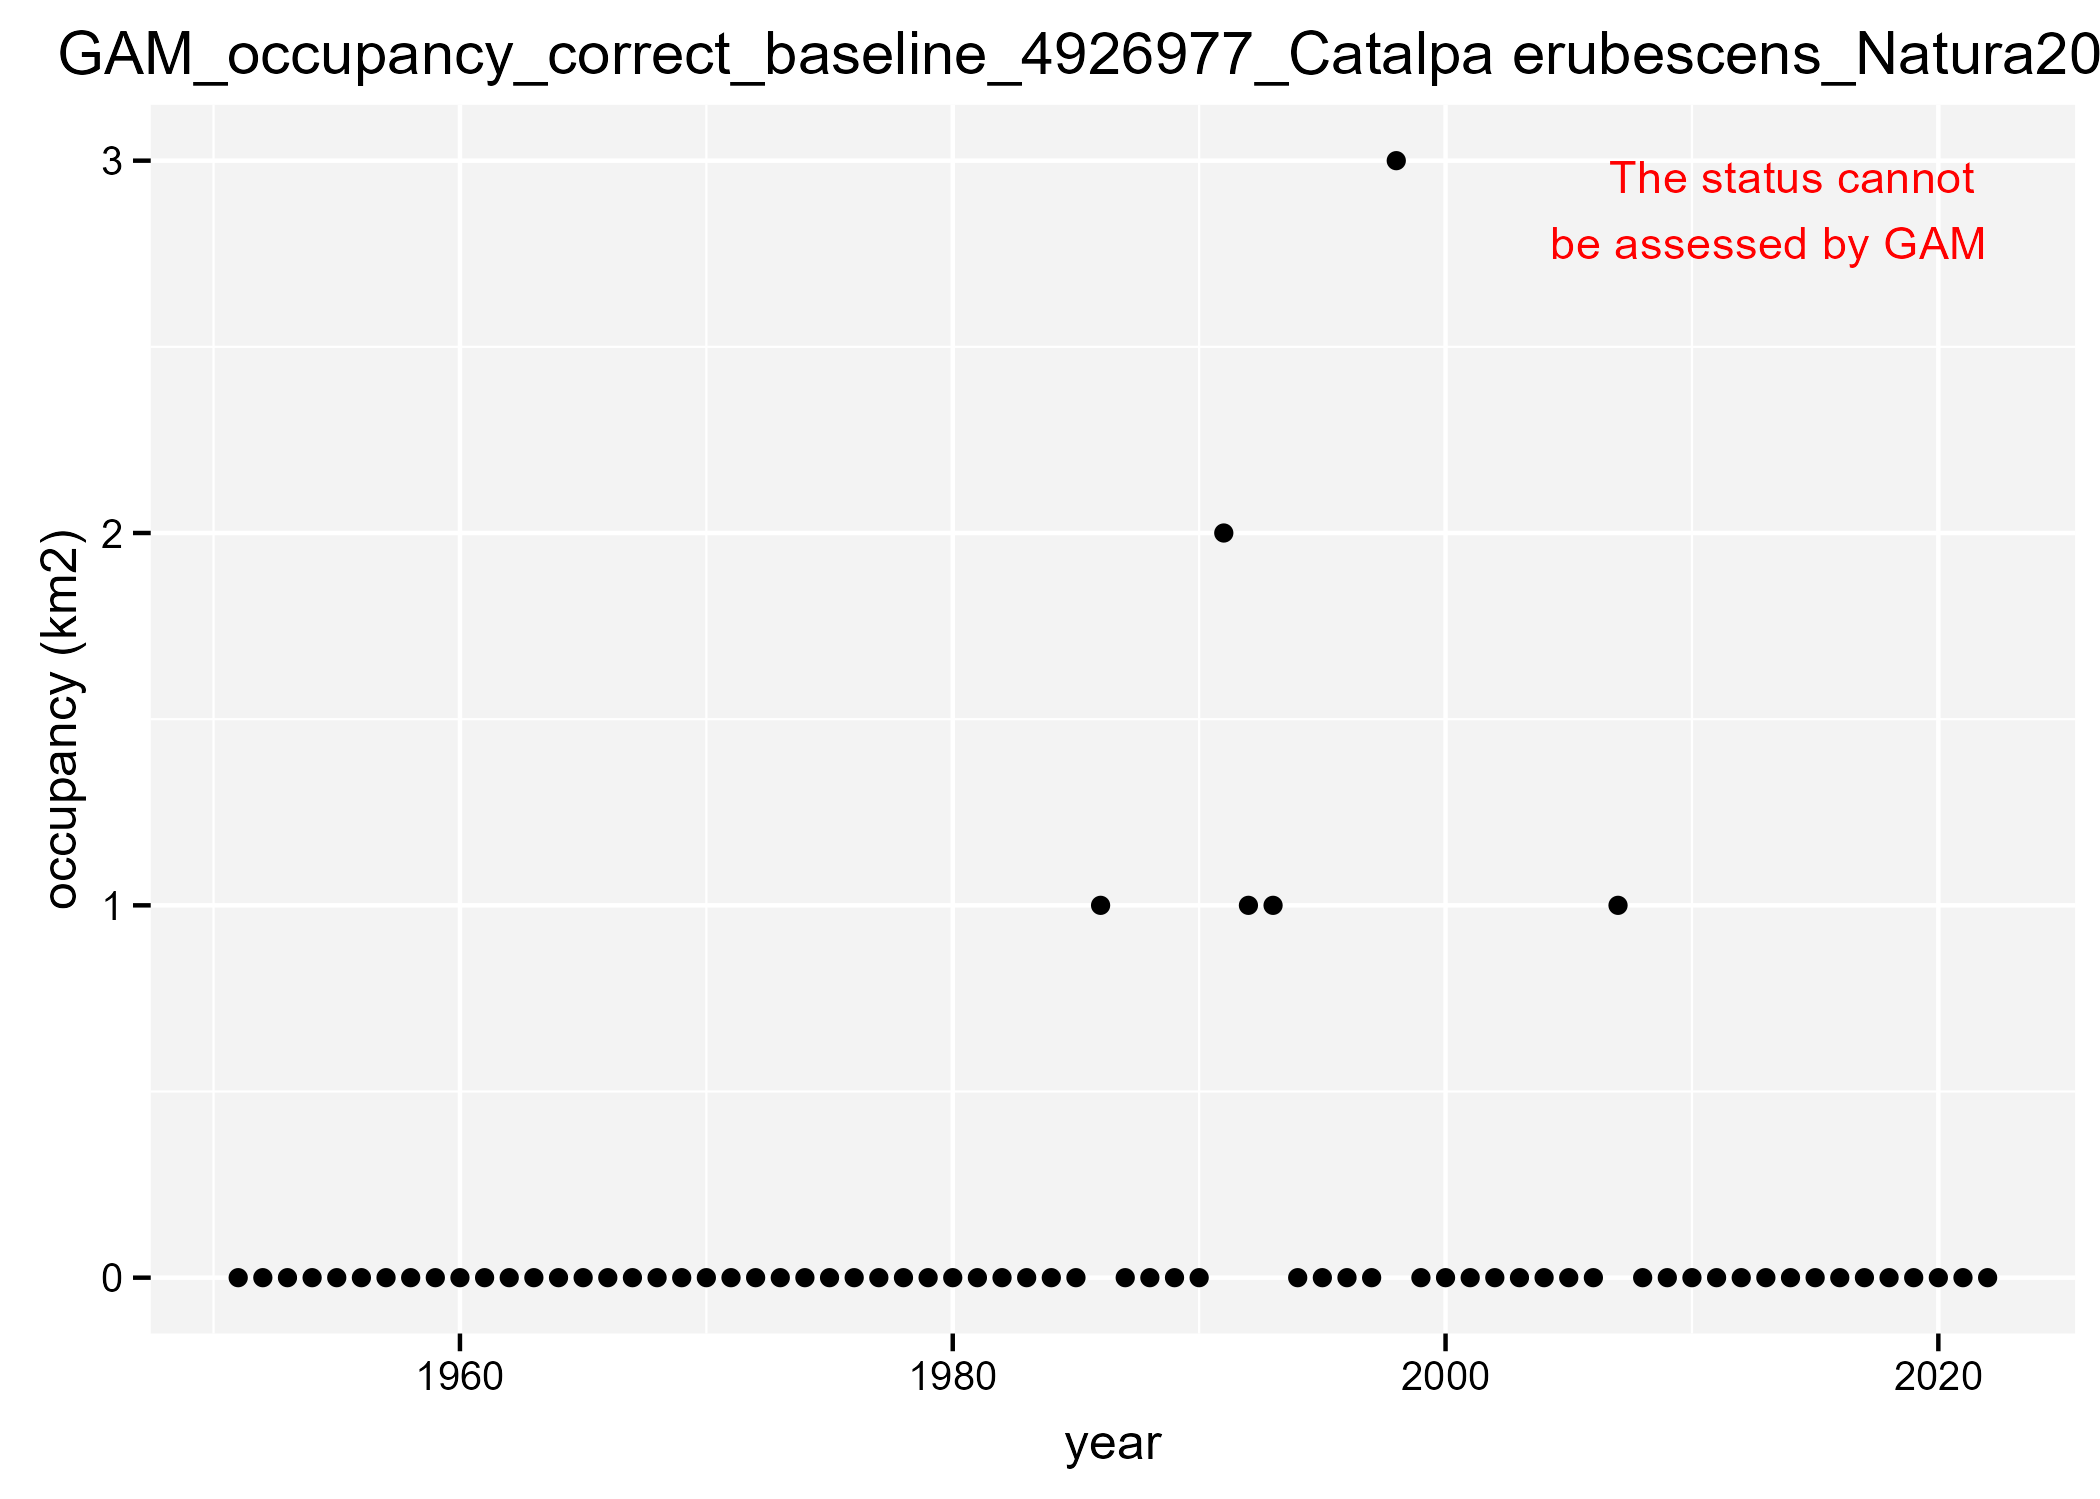 GAM_occupancy_correct_baseline_4926977_Catalpa erubescens_Natura20
The status cannot
be assessed by GAM
3
2
1
0
occupancy (km2)
1960 1980 2000 2020
year